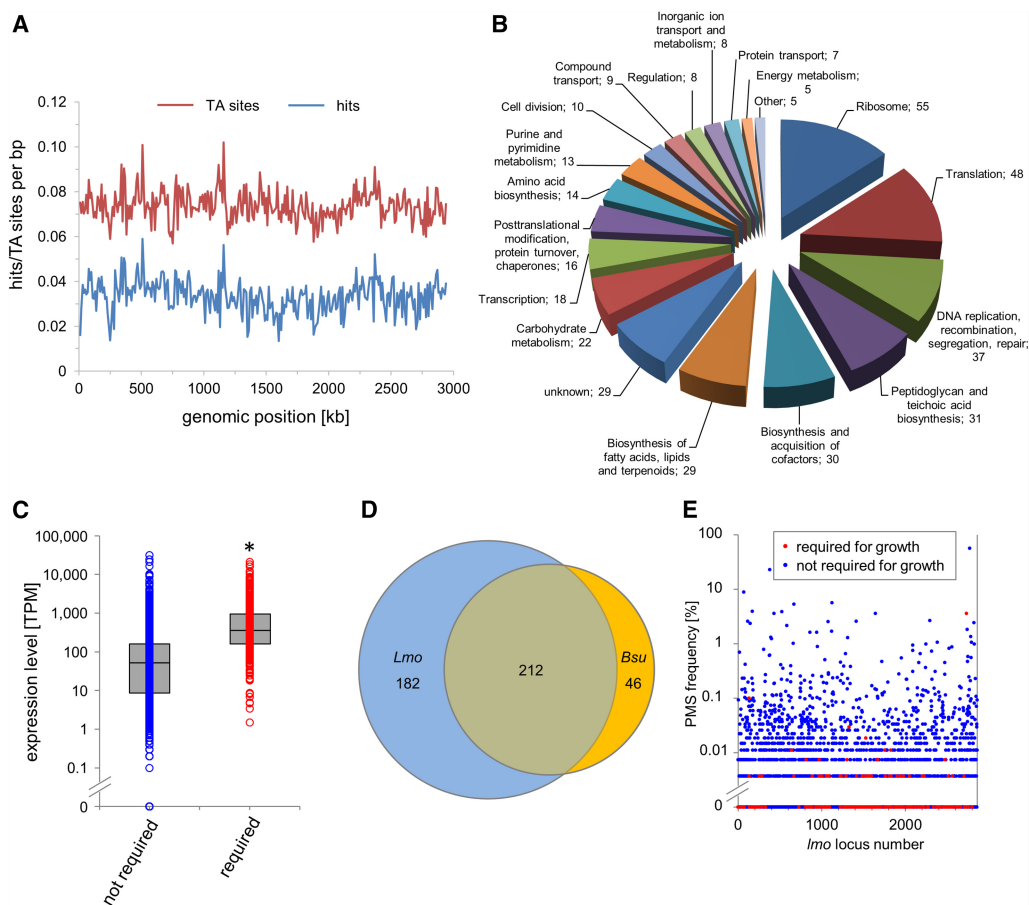 A
TA sites
hits
hits/TA sites per bp
0.12
0.10
0.08
0.06
0.04
0.02
0
0
500
1000
1500
2000
2500
3000
genomic position [kb]
B
Inorganic ion
transport and
metabolism; 8
Protein transport; 7
Compound
transport; 9
Regulation; 8
Energy metabolism;
5
Cell division; 10
Other; 5
Ribosome; 55
Purine and
pyrimidine
metabolism; 13
Translation; 48
Amino acid
biosynthesis; 14
Posttranslational
modification,
protein turnover,
chaperones; 16
Transcription; 18
DNA replication,
recombination,
segregation, repair;
37
Carbohydrate
metabolism; 22
unknown; 29
Peptidoglycan and
teichoic acid
biosynthesis; 31
Biosynthesis of
fatty acids, lipids
and terpenoids; 29
Biosynthesis and
acquisition of
cofactors; 30
C
expression level [TPM]
100,000
10,000
1,000
100
10
1
0.1
0
*
not required
required
D
Lmo
182
212
Bsu
46
E
PMS frequency [%]
100
10
1
0.1
0.01
0
required for growth
not required for growth
0
1000
2000
lmo locus number